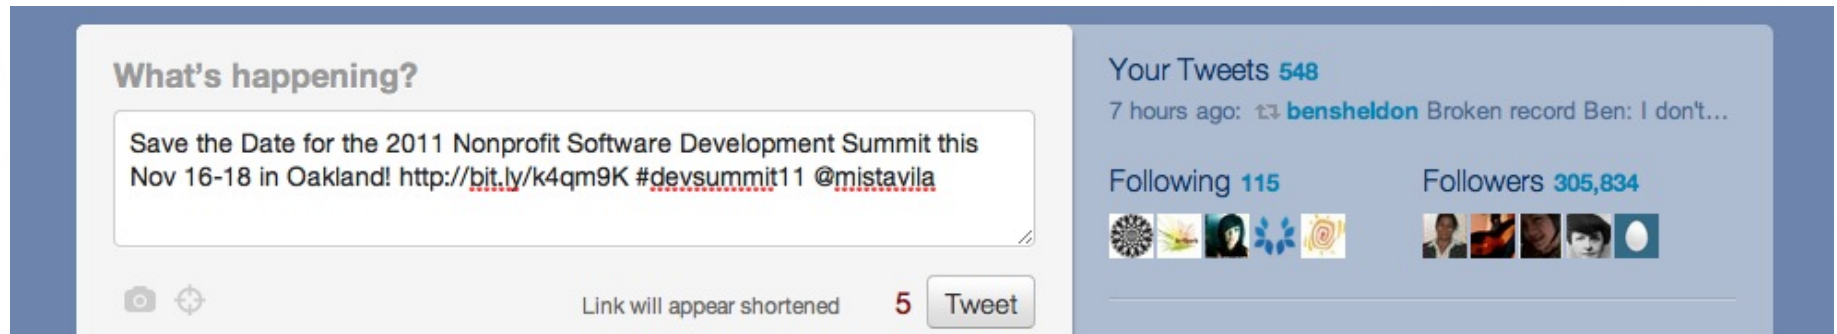 What's happening?
Save the Date for the 2011 Nonprofit Software Development Summit this
Nov 16-18 in Oakland! http://bit.ly/k4qm9K #devsummit11 @mistavila
Link will appear shortened 5 Tweet
Your Tweets 548
7 hours ago: bensheldon Broken record Ben: I don't...
Following 115
Followers 305,834